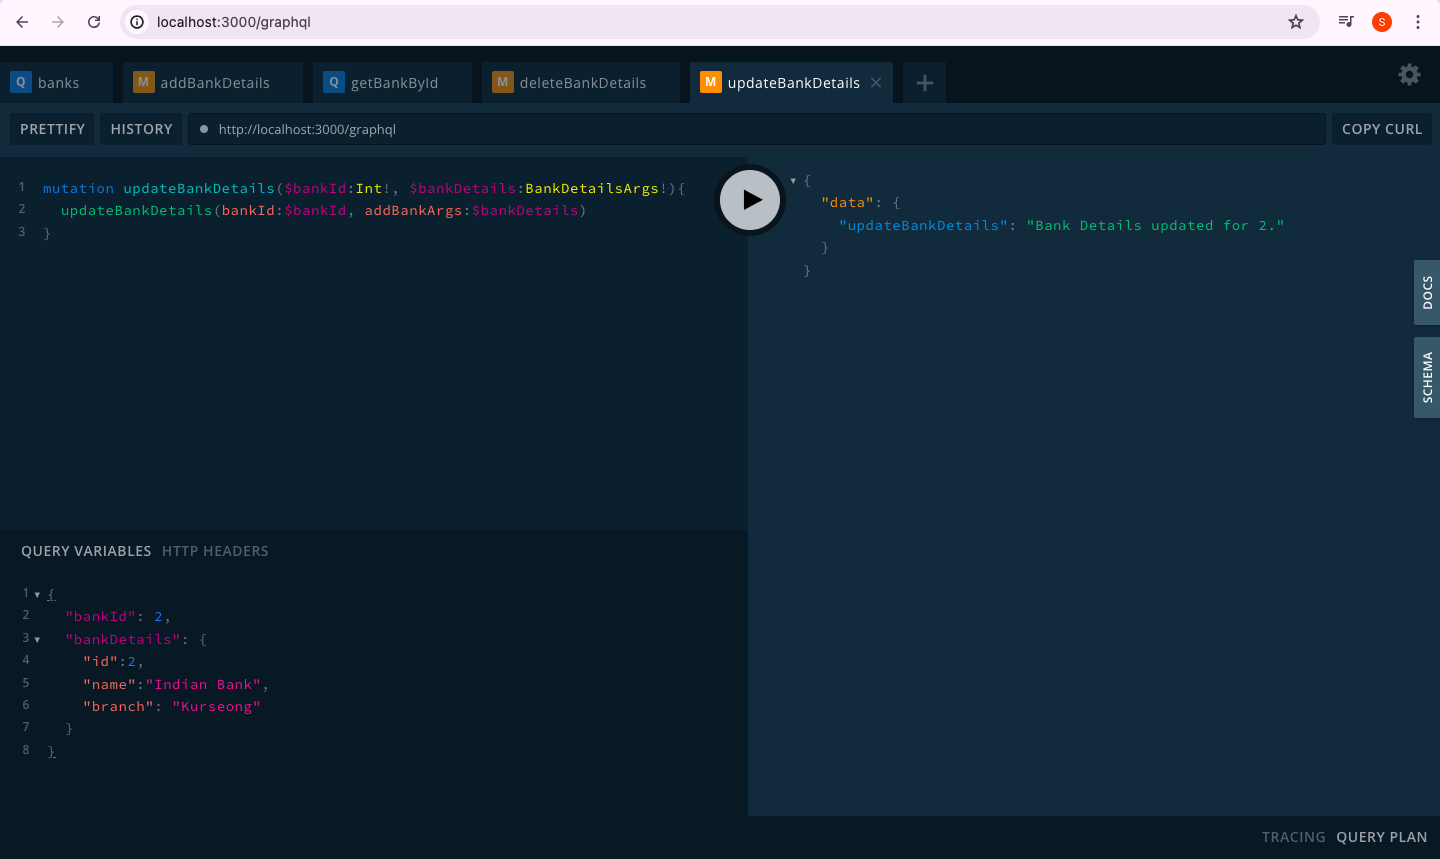 localhost:3000/graphql
S
Q banks M addBankDetails Q getBankById M deleteBankDetails M updateBankDetails
PRETTIFY HISTORY http://localhost:3000/graphql COPY CURL
1 mutation updateBankDetails($bankId:Int!, $bankDetails:BankDetailsArgs!){
2 updateBankDetails(bankId:$bankId, addBankArgs:$bankDetails)
3 }
{
"data": {
"updateBankDetails": "Bank Details updated for 2."
}
}
DOCS
SCHEMA
QUERY VARIABLES HTTP HEADERS
1 {
2 "bankId": 2,
3 "bankDetails": {
4 "id":2,
5 "name":"Indian Bank",
6 "branch": "Kurseong"
7 }
8 }
TRACING QUERY PLAN